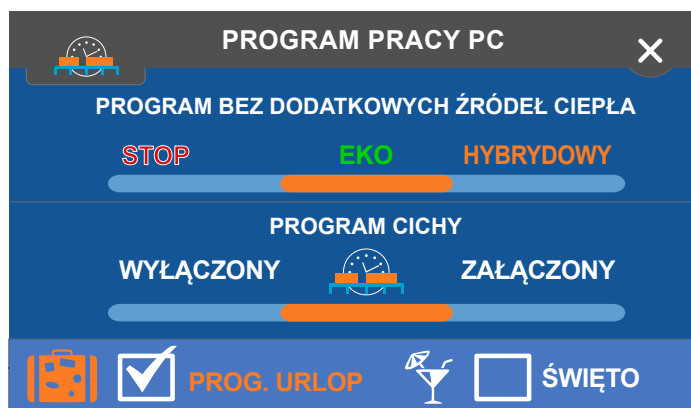 PROGRAM PRACY PC
PROGRAM BEZ DODATKOWYCH ŹRÓDEŁ CIEPŁA
STOP EKO HYBRYDOWY
PROGRAM CICHY
WYŁĄCZONY ZAŁĄCZONY
PROG. URLOP ŚWIĘTO